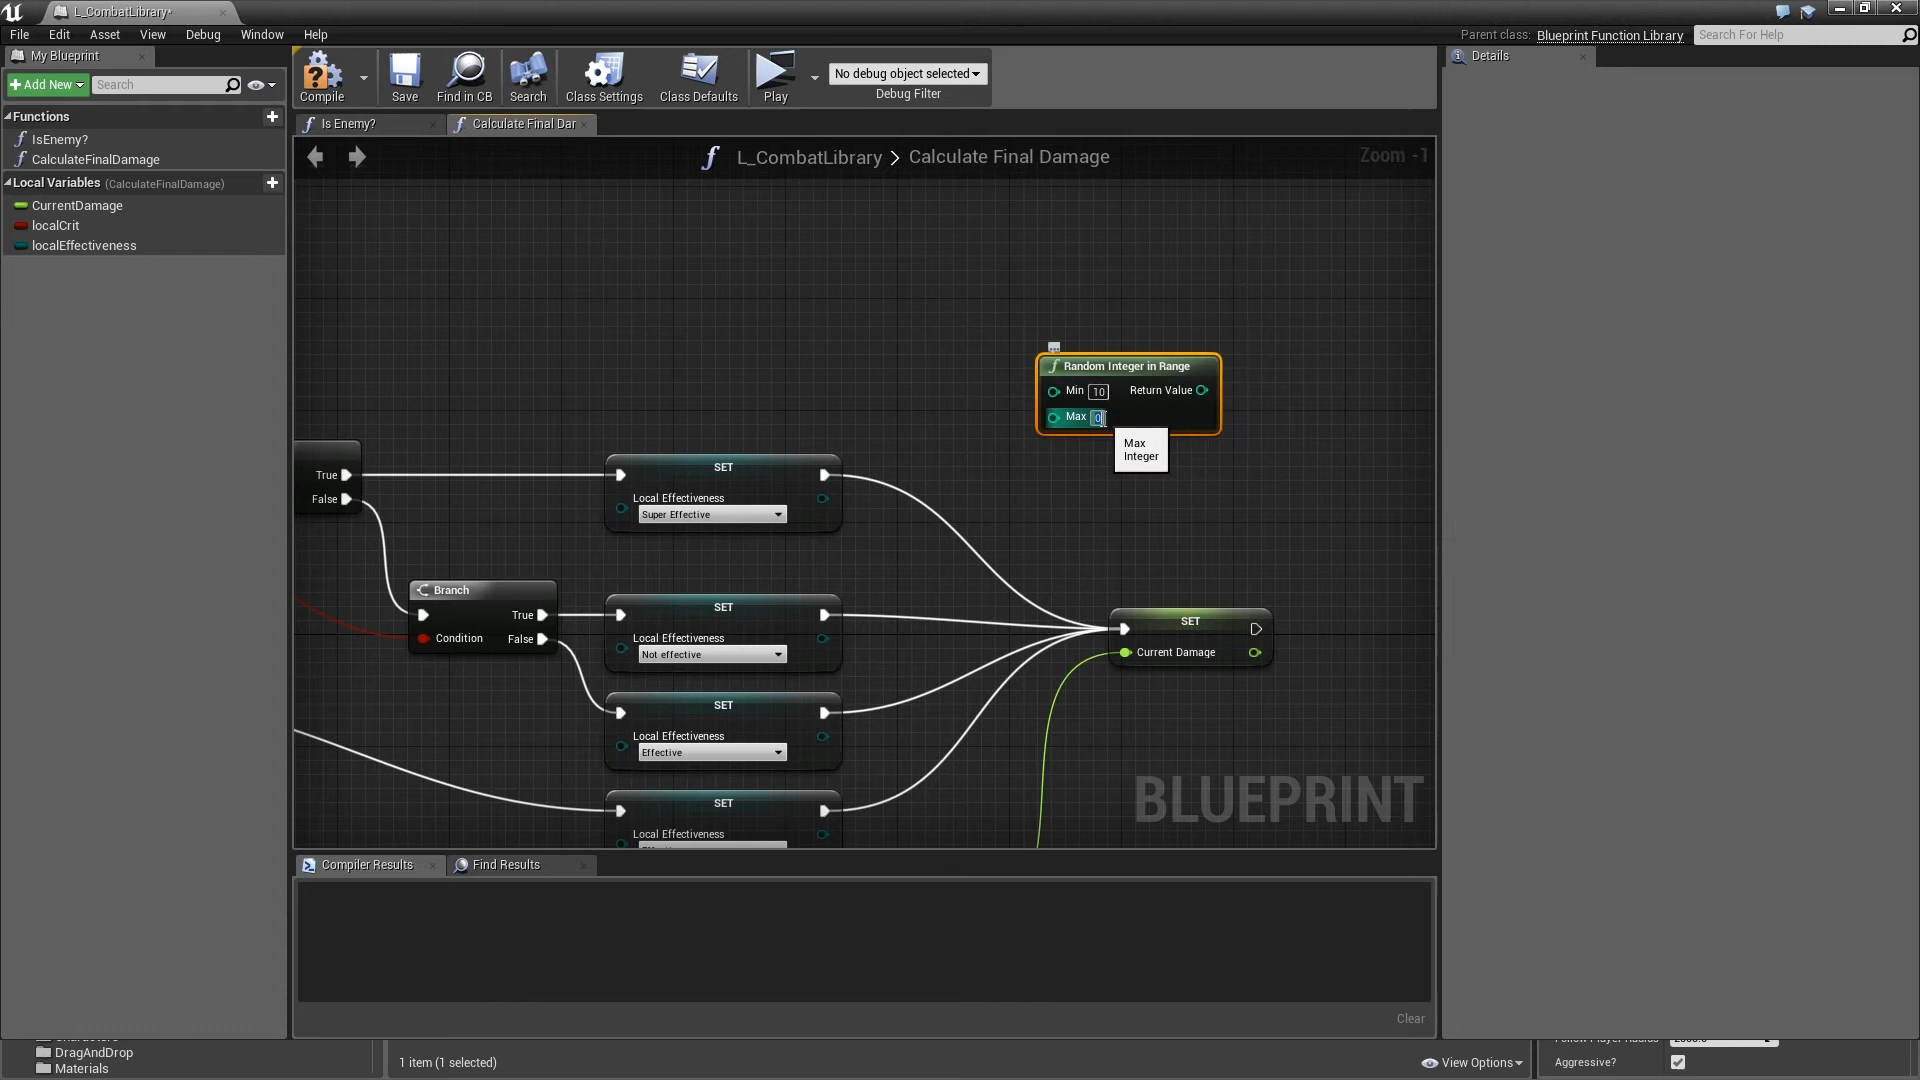 L_CombatLibrary*
File Edit Asset View Debug Window Help
Parent class: Blueprint Function Library
Search For Help
My Blueprint
Add New
Search
Functions
IsEnemy?
CalculateFinalDamage
Local Variables (CalculateFinalDamage)
CurrentDamage
localCrit
localEffectiveness
Compile
Save
Find in CB
Search
Class Settings
Class Defaults
Play
No debug object selected
Debug Filter
Details
Is Enemy?
Calculate Final Dar
L_CombatLibrary > Calculate Final Damage
Zoom -1
Random Integer in Range
Min 10 Return Value
Max 0
Max
Integer
True
False
SET
Local Effectiveness
Super Effective
Branch
True
Condition False
SET
Local Effectiveness
Not effective
SET
Local Effectiveness
Effective
SET
Local Effectiveness
SET
Current Damage
BLUEPRINT
Compiler Results
Find Results
Clear
DragAndDrop
Materials
1 item (1 selected)
View Options
Aggressive?